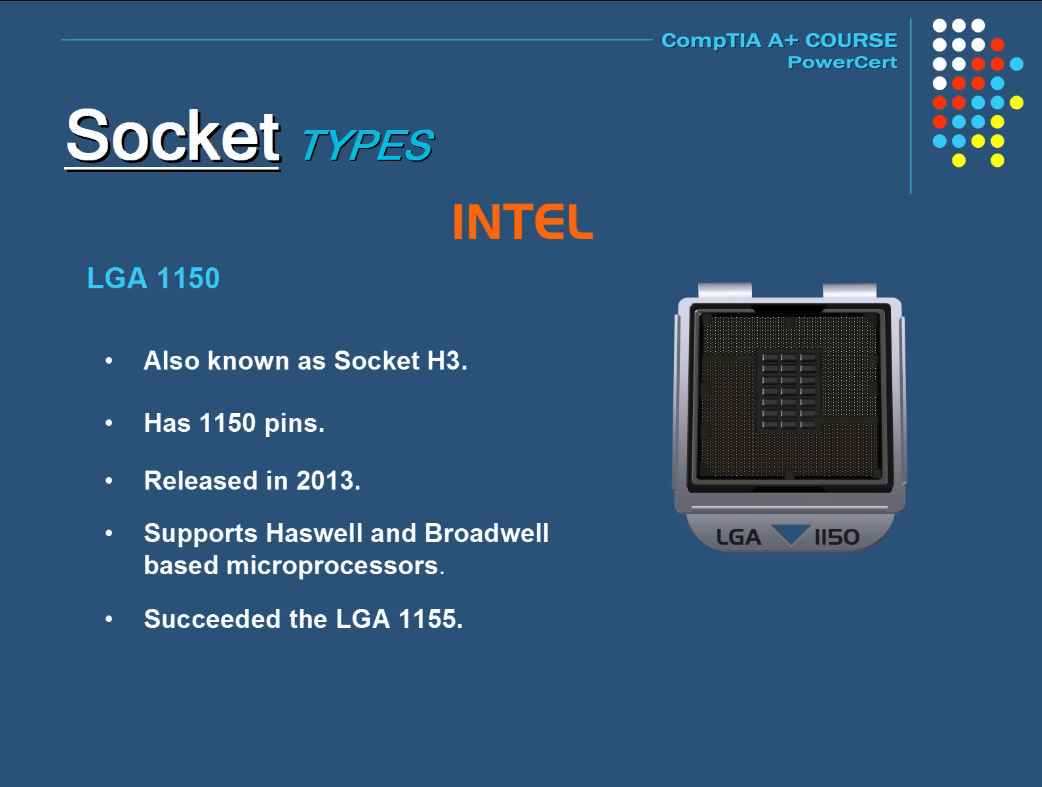 CompTIA A+ COURSE
PowerCert
Socket TYPES
INTEL
LGA 1150
• Also known as Socket H3.
• Has 1150 pins.
• Released in 2013.
• Supports Haswell and Broadwell
based microprocessors.
• Succeeded the LGA 1155.
LGA 1150